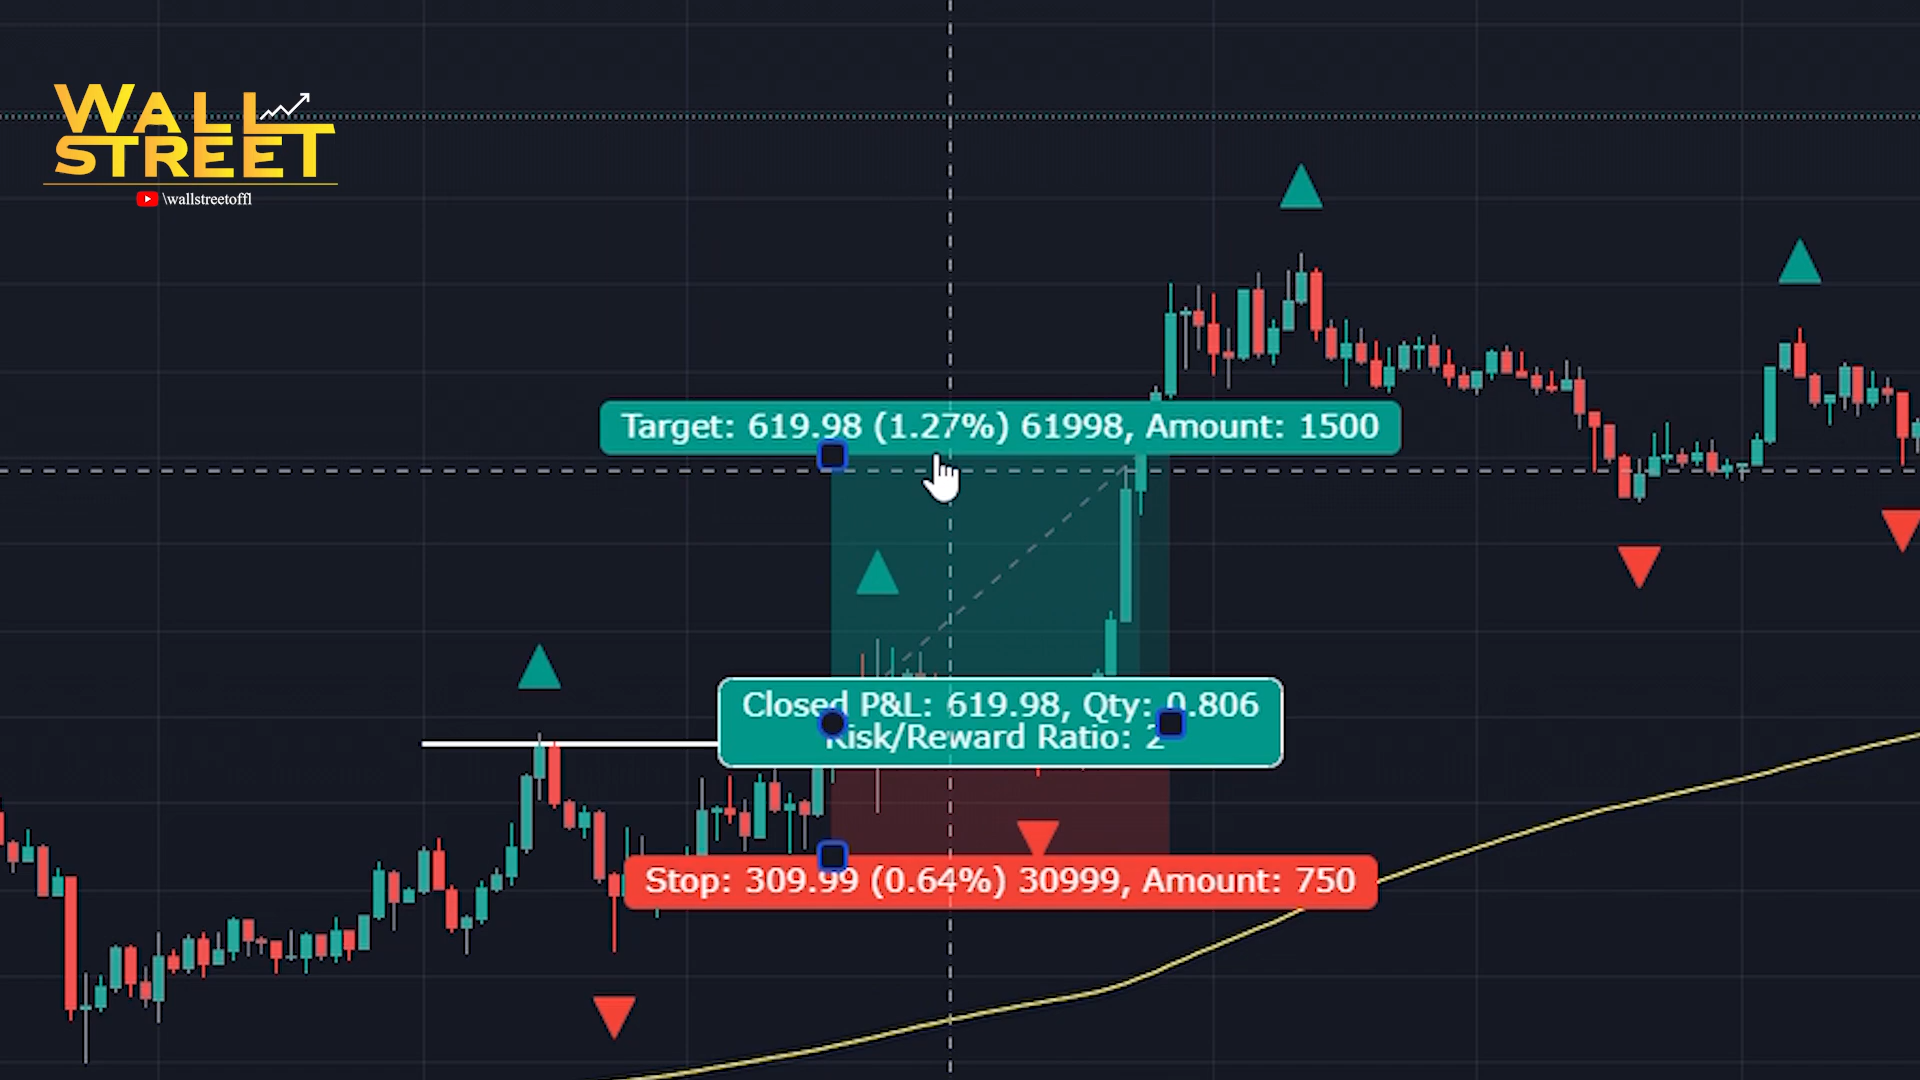 WALL
STREET
\wallstreetoffl
Target: 619.98 (1.27%) 61998, Amount: 1500
Closed P&L: 619.98, Qty: 0.806
Risk/Reward Ratio: 2
Stop: 309.99 (0.64%) 30999, Amount: 750